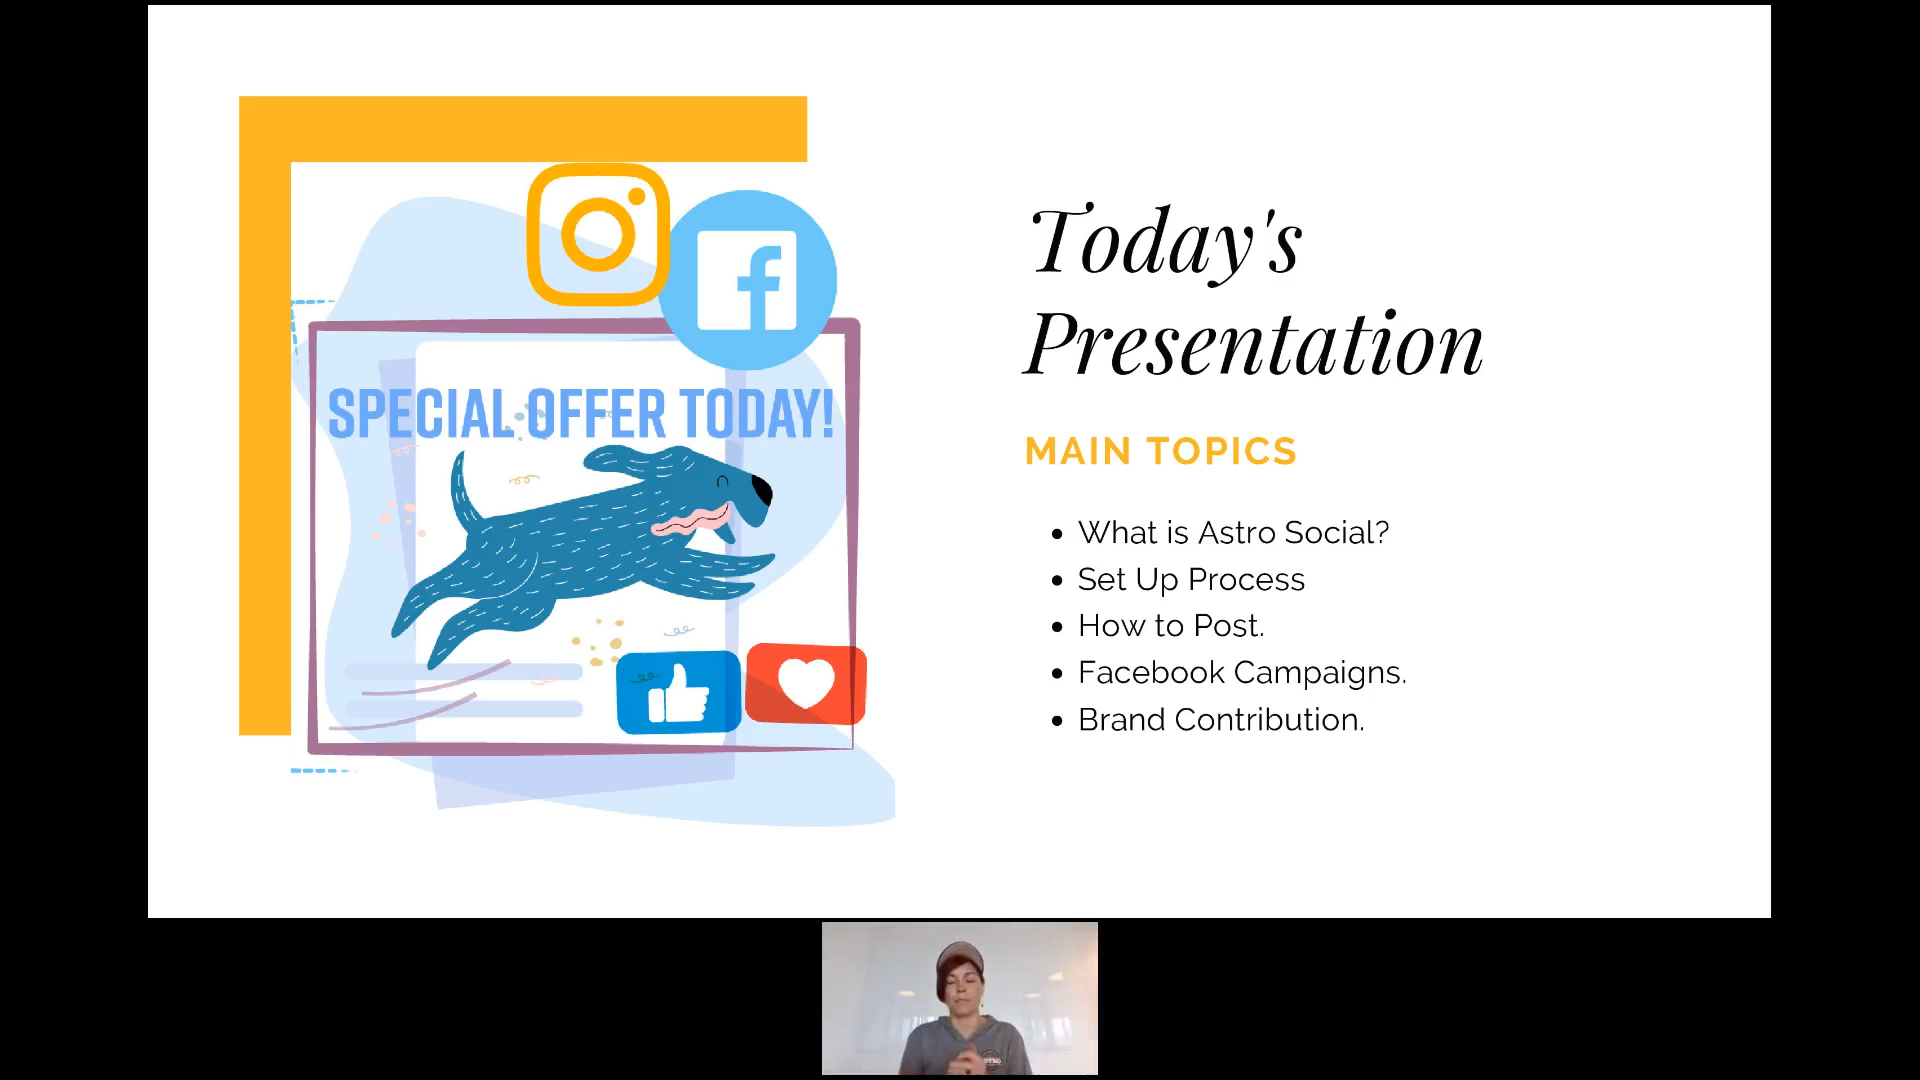 SPECIAL OFFER TODAY!
Today's
Presentation
MAIN TOPICS
What is Astro Social?
Set Up Process
How to Post.
Facebook Campaigns.
Brand Contribution.